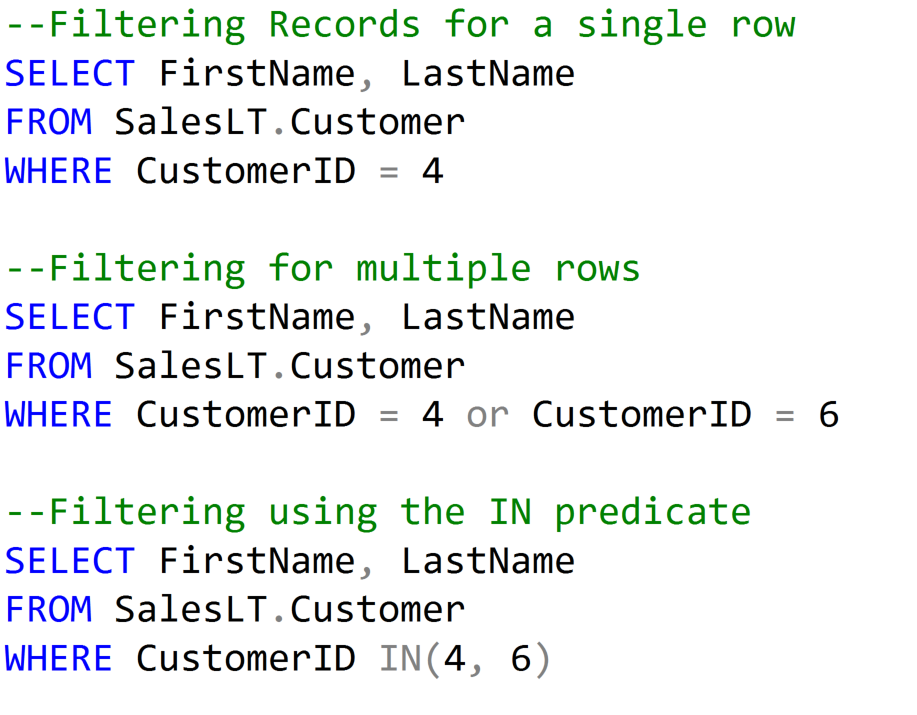 --Filtering Records for a single row
SELECT FirstName, LastName
FROM SalesLT.Customer
WHERE CustomerID = 4
--Filtering for multiple rows
SELECT FirstName, LastName
FROM SalesLT.Customer
WHERE CustomerID = 4 or CustomerID = 6
--Filtering using the IN predicate
SELECT FirstName, LastName
FROM SalesLT.Customer
WHERE CustomerID IN(4, 6)